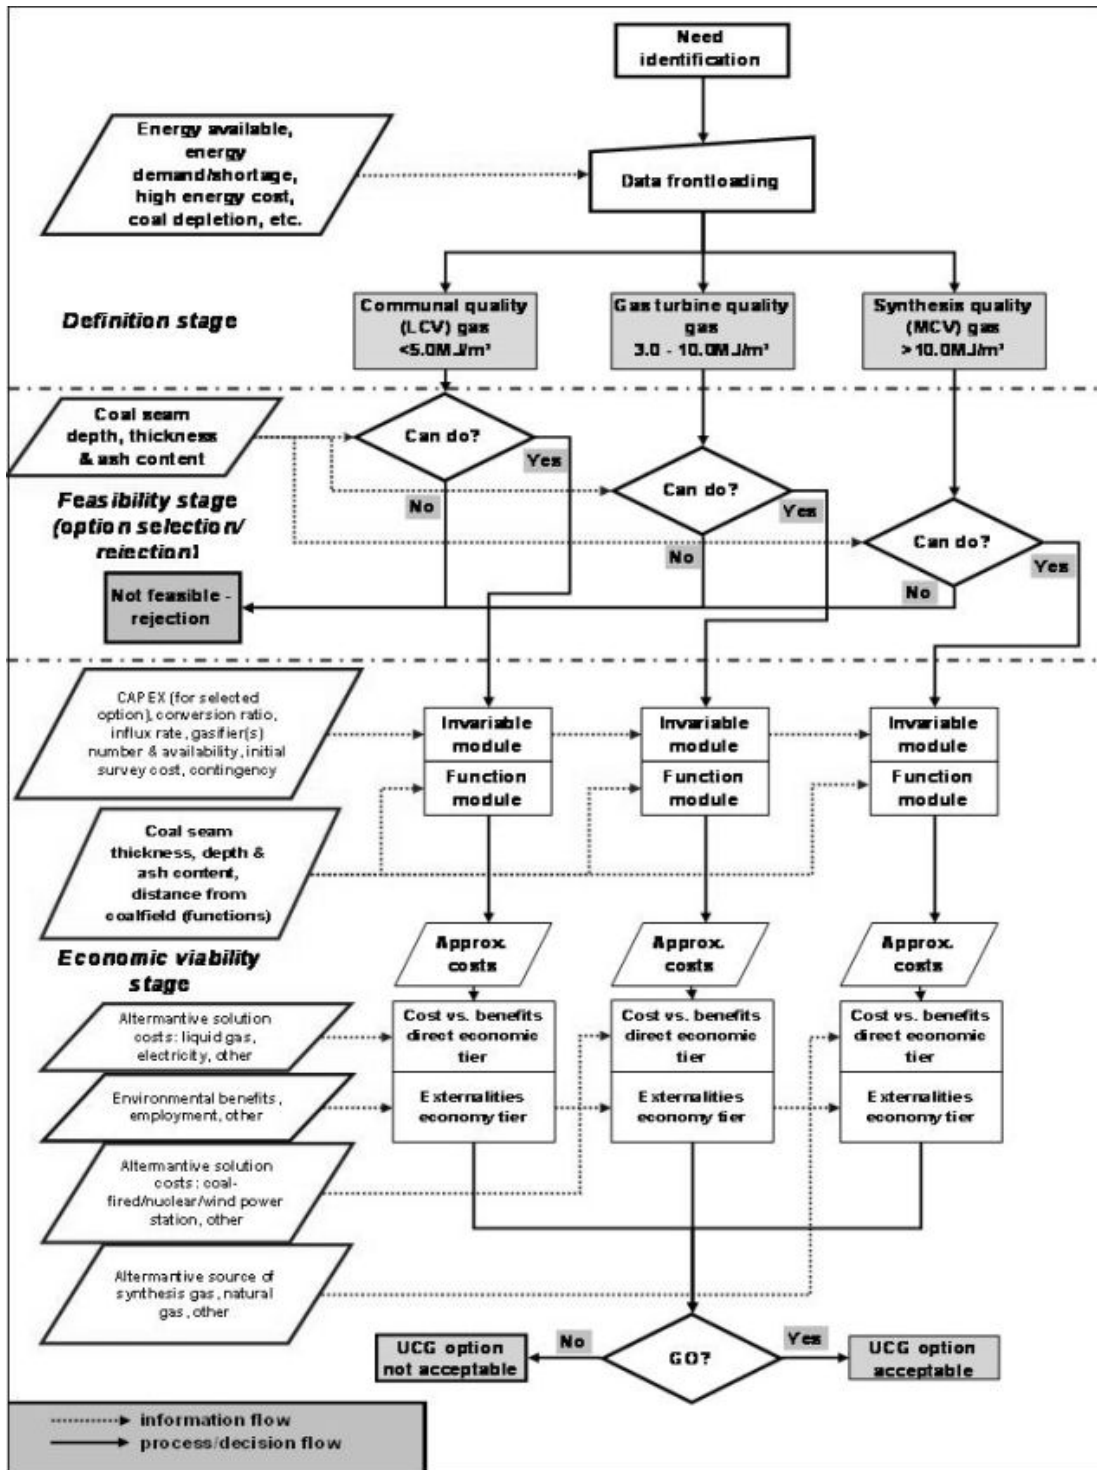 Need
identification
Energy available,
energy
demand/shortage,
high energy cost,
coal depletion, etc.
Data frontloading
Definition stage
Communal quality
(LCV) gas
<5.0MJ/m³
Gas turbine quality
gas
3.0 - 10.0MJ/m³
Synthesis quality
(MCV) gas
>10.0MJ/m³
Coal seam
depth, thickness
& ash content
Can do?
Yes
No
Can do?
Yes
No
Can do?
Yes
No
Feasibility stage
(option selection/
rejection)
Not feasible -
rejection
CAPEX (for selected
option), conversion ratio,
influx rate, gasifier(s)
number & availability, initial
survey cost, contingency
Invariable
module
Function
module
Invariable
module
Function
module
Invariable
module
Function
module
Coal seam
thickness, depth &
ash content,
distance from
coalfield (functions)
Economic viability
stage
Approx.
costs
Approx.
costs
Approx.
costs
Altermantive solution
costs: liquid gas,
electricity, other
Cost vs. benefits
direct economic
tier
Cost vs. benefits
direct economic
tier
Cost vs. benefits
direct economic
tier
Environmental benefits,
employment, other
Externalities
economy tier
Externalities
economy tier
Externalities
economy tier
Altermantive solution
costs: coal-
fired/nuclear/wind power
station, other
Altermantive source of
synthesis gas, natural
gas, other
UCG option
not acceptable
No
GO?
Yes
UCG option
acceptable
information flow
process/decision flow